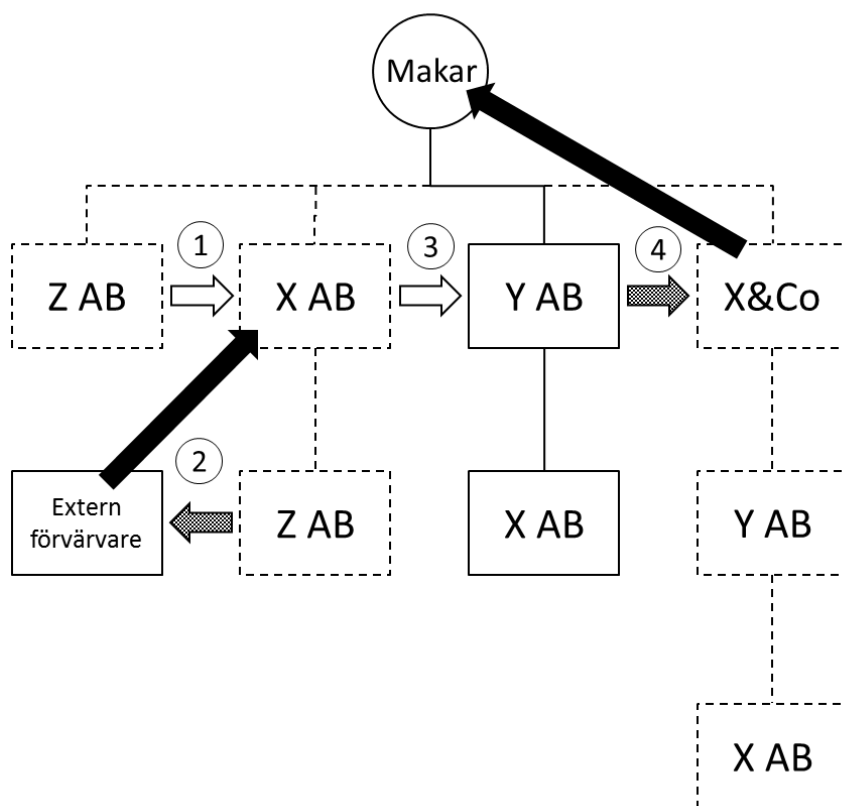 Makar
1
3
4
Z AB
X AB
Y AB
X&Co
2
Extern
förvärvare
Z AB
X AB
Y AB
X AB